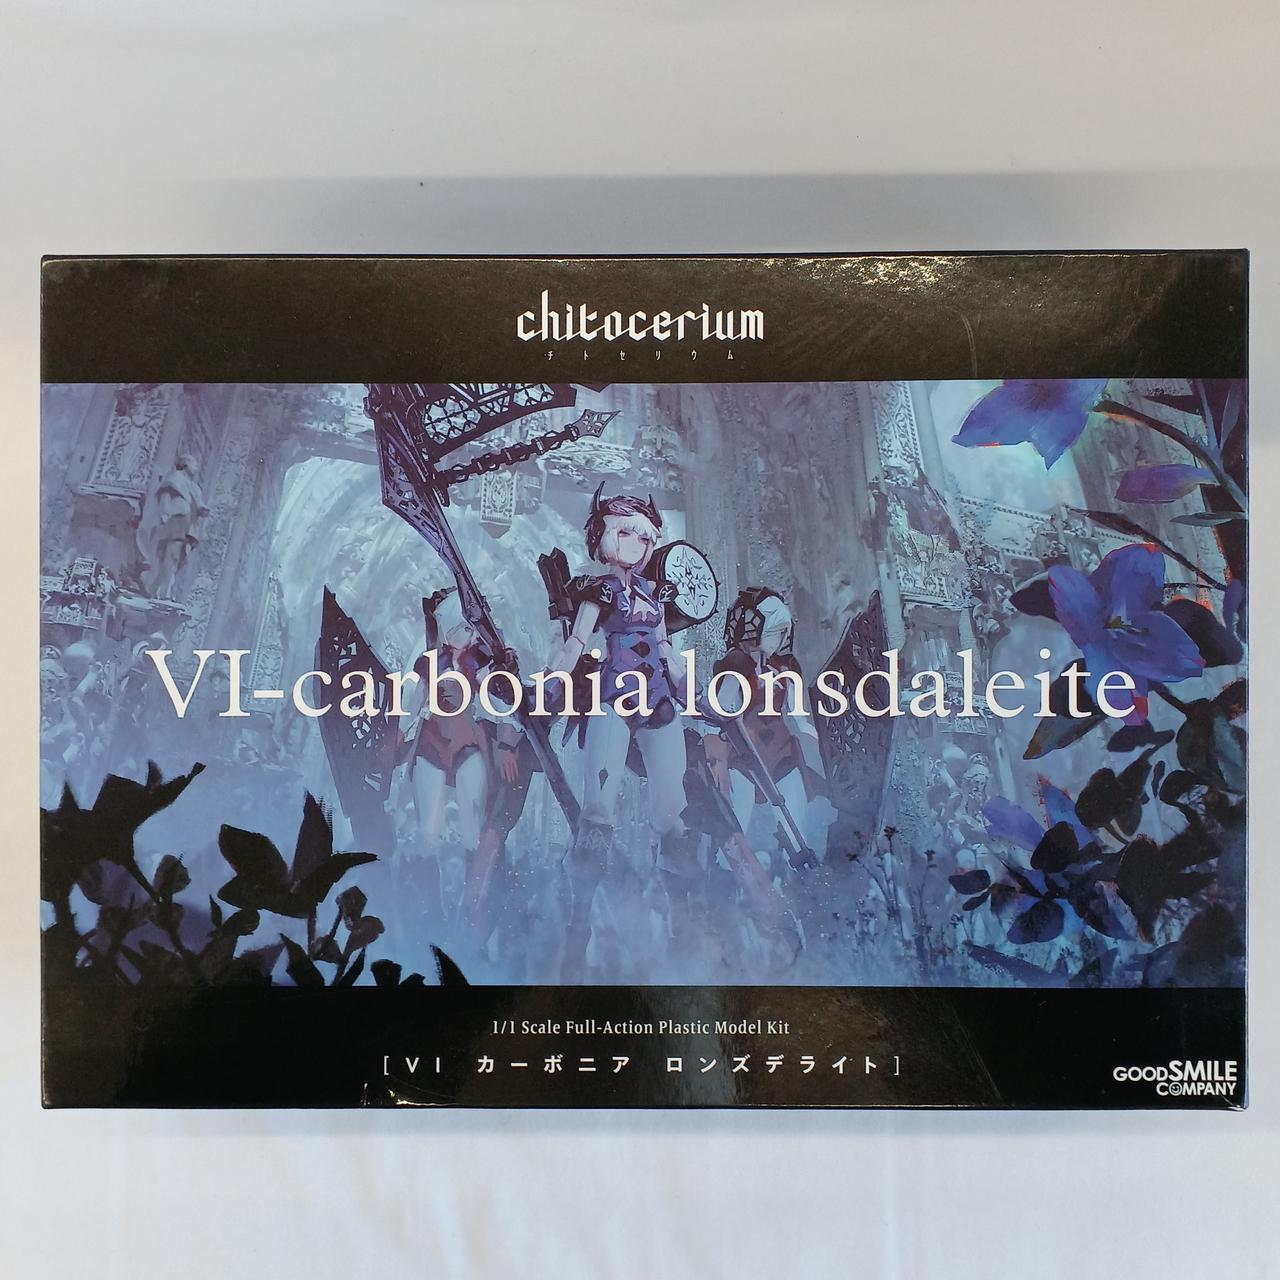 chitocerium
チトセリウム
VI-carbonia lonsdaleite
1/1 Scale Full-Action Plastic Model Kit
[VI カーボニア ロンズデライト]
GOODSMILE
COMPANY